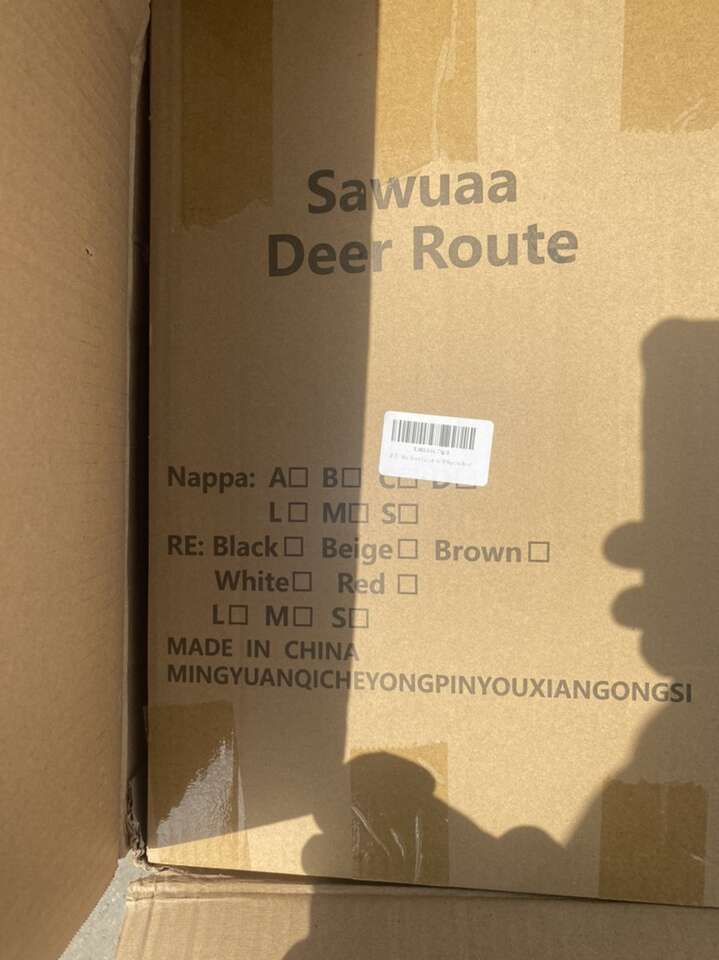 Sawuaa
Deer Route
Nappa: A□ B□ C□ D□
L□ M□ S□
RE: Black□ Beige□ Brown□
White□ Red□
L□ M□ S□
MADE IN CHINA
MINGYUANQICHEYONGPINYOUXIANGONGSI